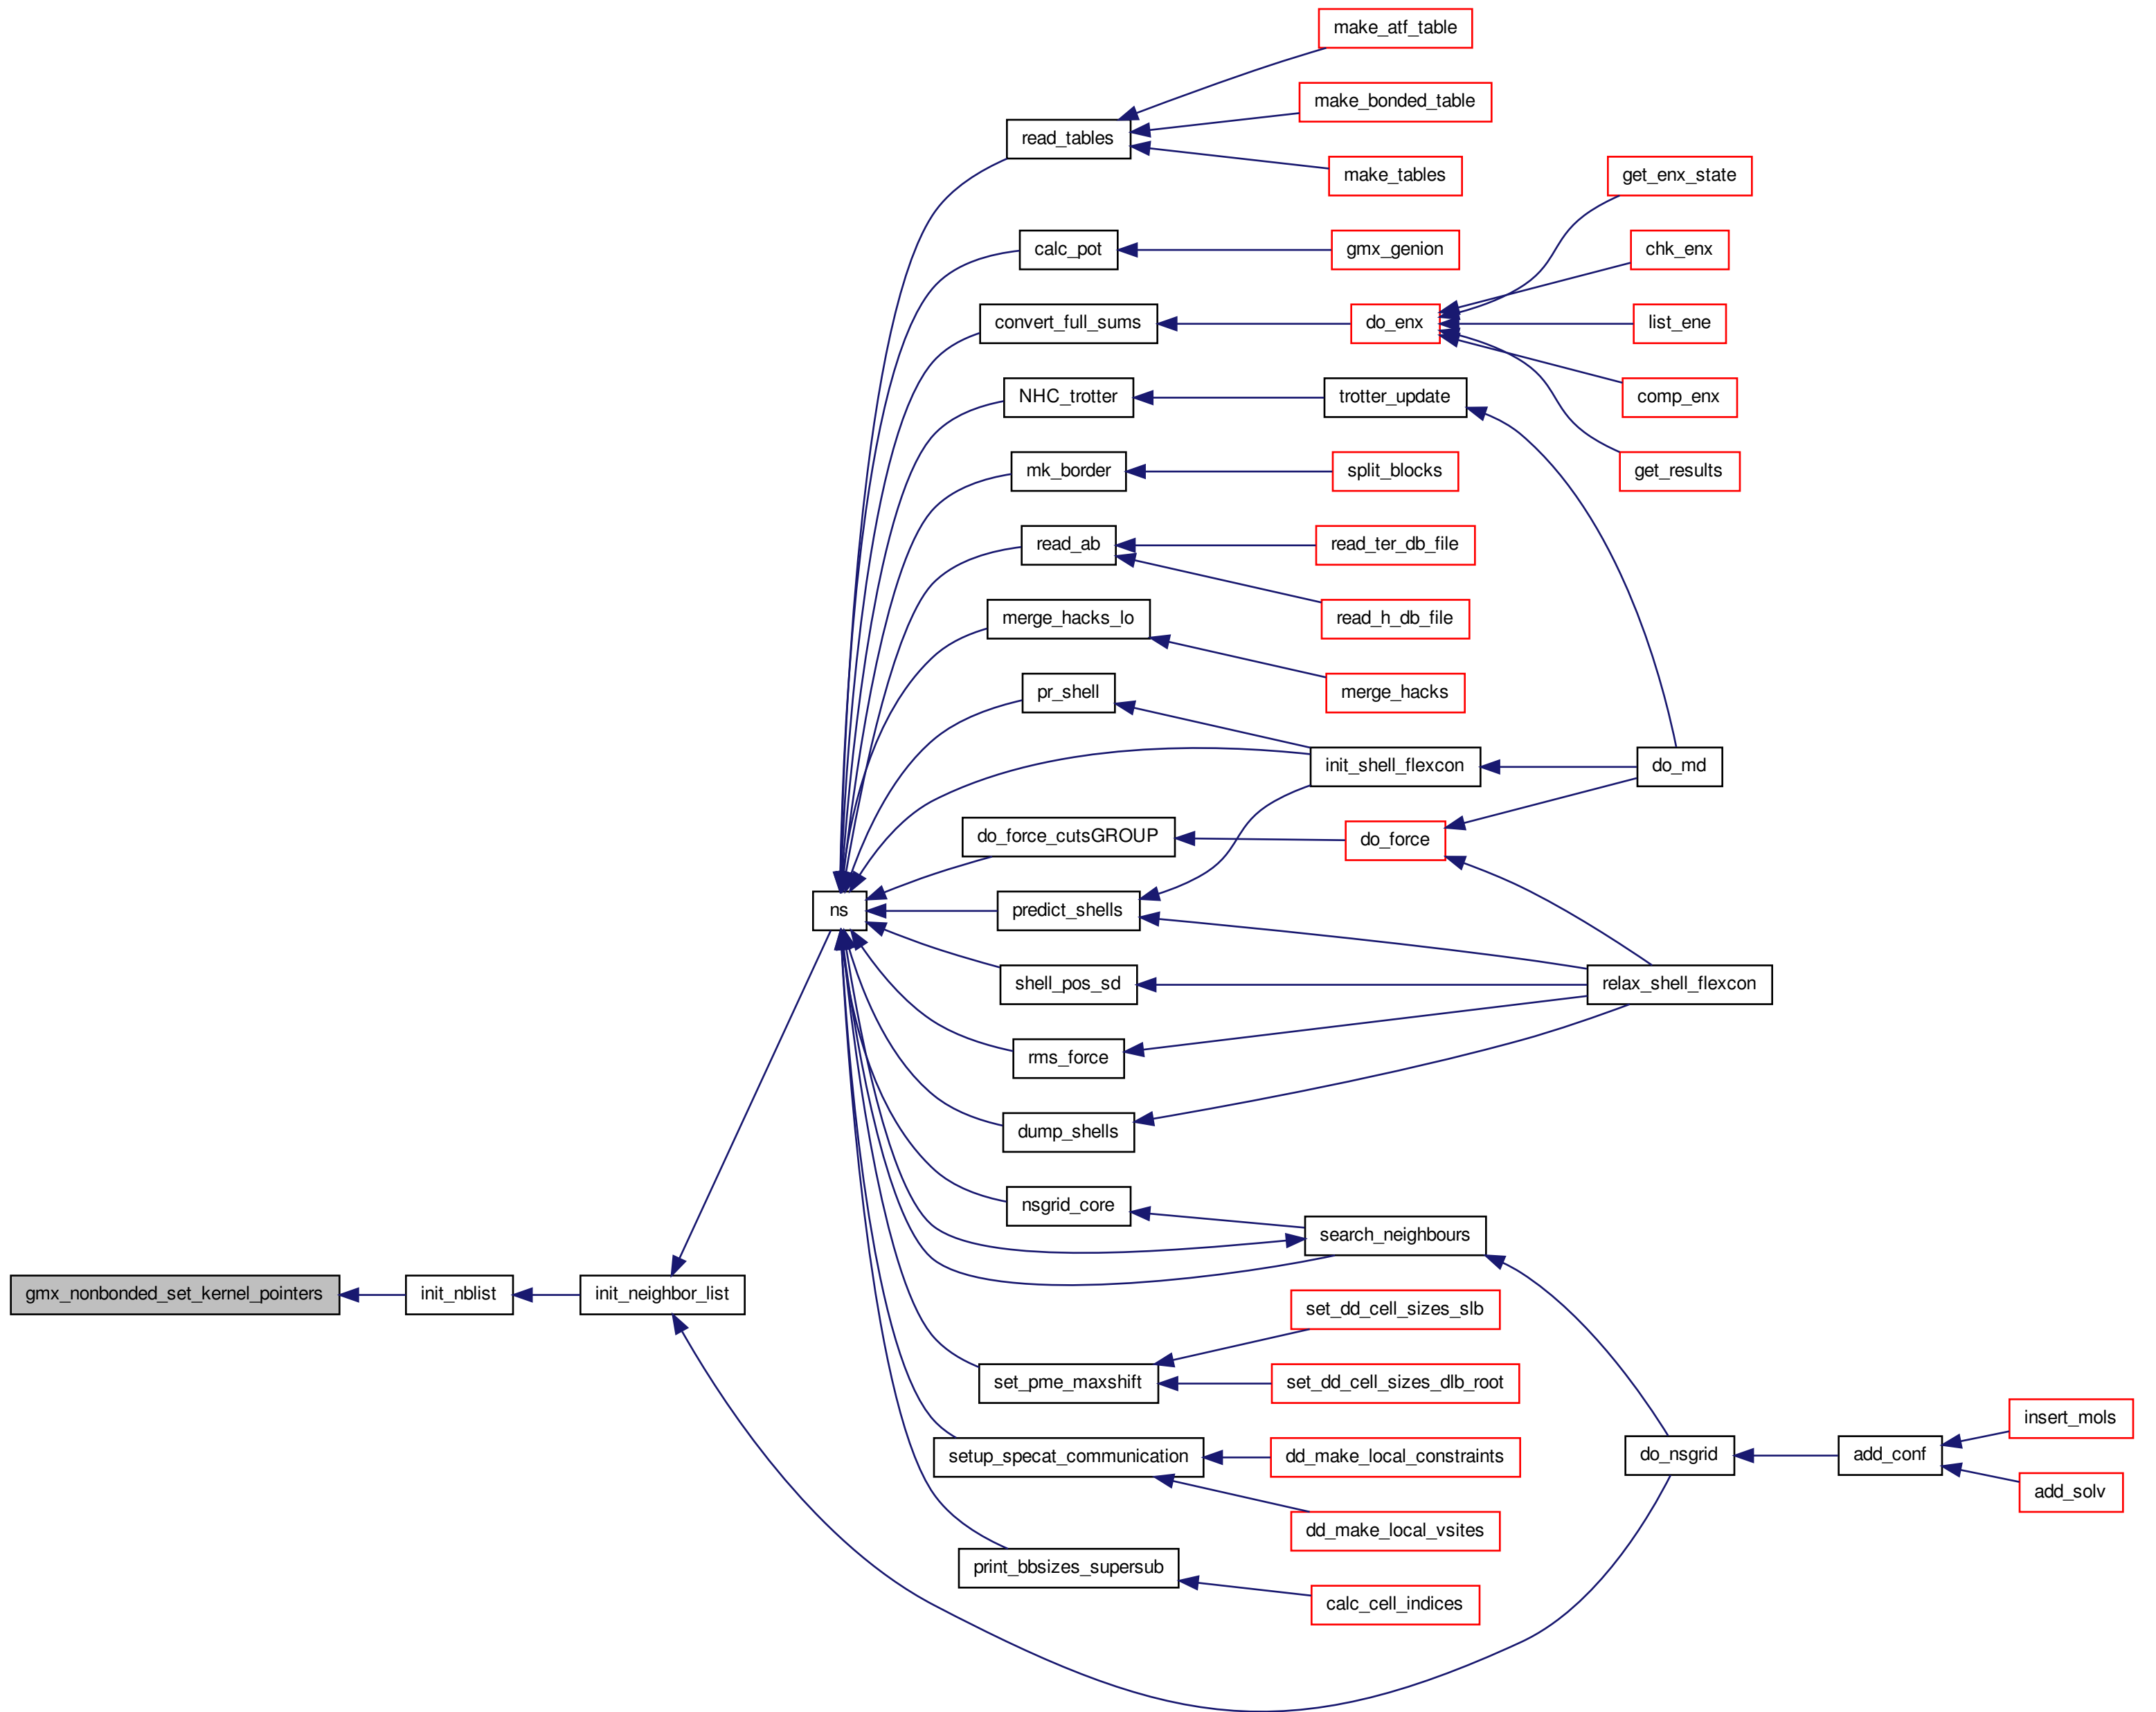 make_atf_table
make_bonded_table
read_tables
make_tables
get_enx_state
calc_pot
gmx_genion
chk_enx
convert_full_sums
do_enx
list_ene
NHC_trotter
trotter_update
comp_enx
mk_border
split_blocks
get_results
read_ab
read_ter_db_file
merge_hacks_lo
read_h_db_file
pr_shell
merge_hacks
init_shell_flexcon
do_md
do_force_cutsGROUP
do_force
ns
predict_shells
shell_pos_sd
relax_shell_flexcon
rms_force
dump_shells
nsgrid_core
search_neighbours
gmx_nonbonded_set_kernel_pointers
init_nblist
init_neighbor_list
set_dd_cell_sizes_slb
set_pme_maxshift
set_dd_cell_sizes_dlb_root
insert_mols
setup_specat_communication
dd_make_local_constraints
do_nsgrid
add_conf
add_solv
dd_make_local_vsites
print_bbsizes_supersub
calc_cell_indices